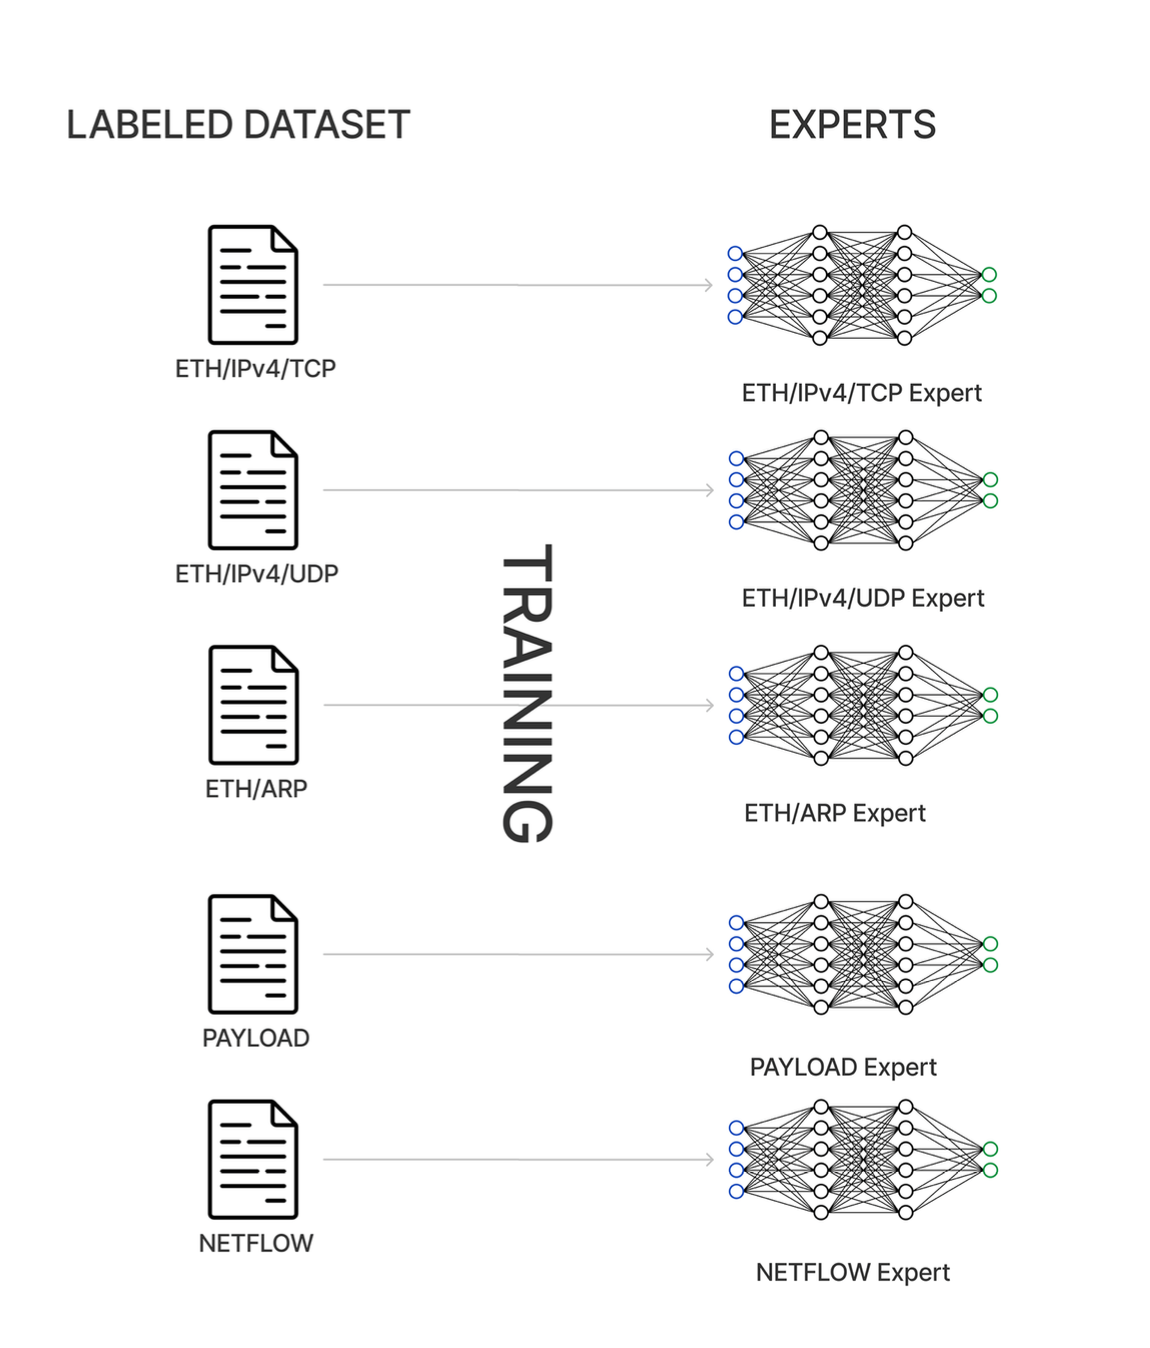 LABELED DATASET
EXPERTS
ETH/IPv4/TCP
ETH/IPv4/TCP Expert
ETH/IPv4/UDP
ETH/IPv4/UDP Expert
TRAINING
ETH/ARP
ETH/ARP Expert
PAYLOAD
PAYLOAD Expert
NETFLOW
NETFLOW Expert